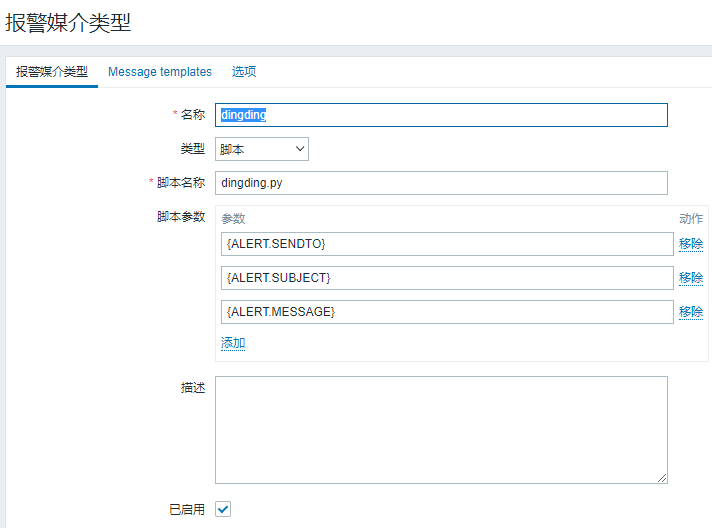 报警媒介类型
报警媒介类型 Message templates 选项
* 名称 dingding
类型 脚本
* 脚本名称 dingding.py
脚本参数 参数 动作
{ALERT.SENDTO} 移除
{ALERT.SUBJECT} 移除
{ALERT.MESSAGE} 移除
添加
描述
已启用